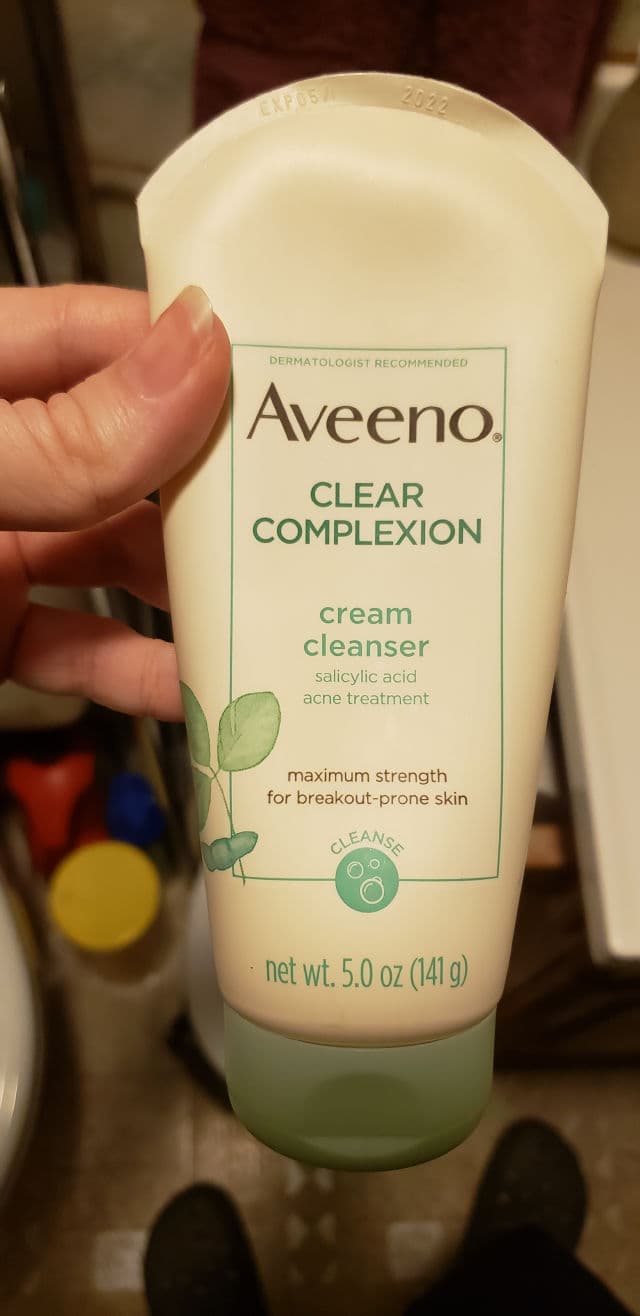 EXP05/ 2022
DERMATOLOGIST RECOMMENDED
Aveeno®
CLEAR
COMPLEXION
cream
cleanser
salicylic acid
acne treatment
maximum strength
for breakout-prone skin
CLEANSE
net wt. 5.0 oz (141 g)